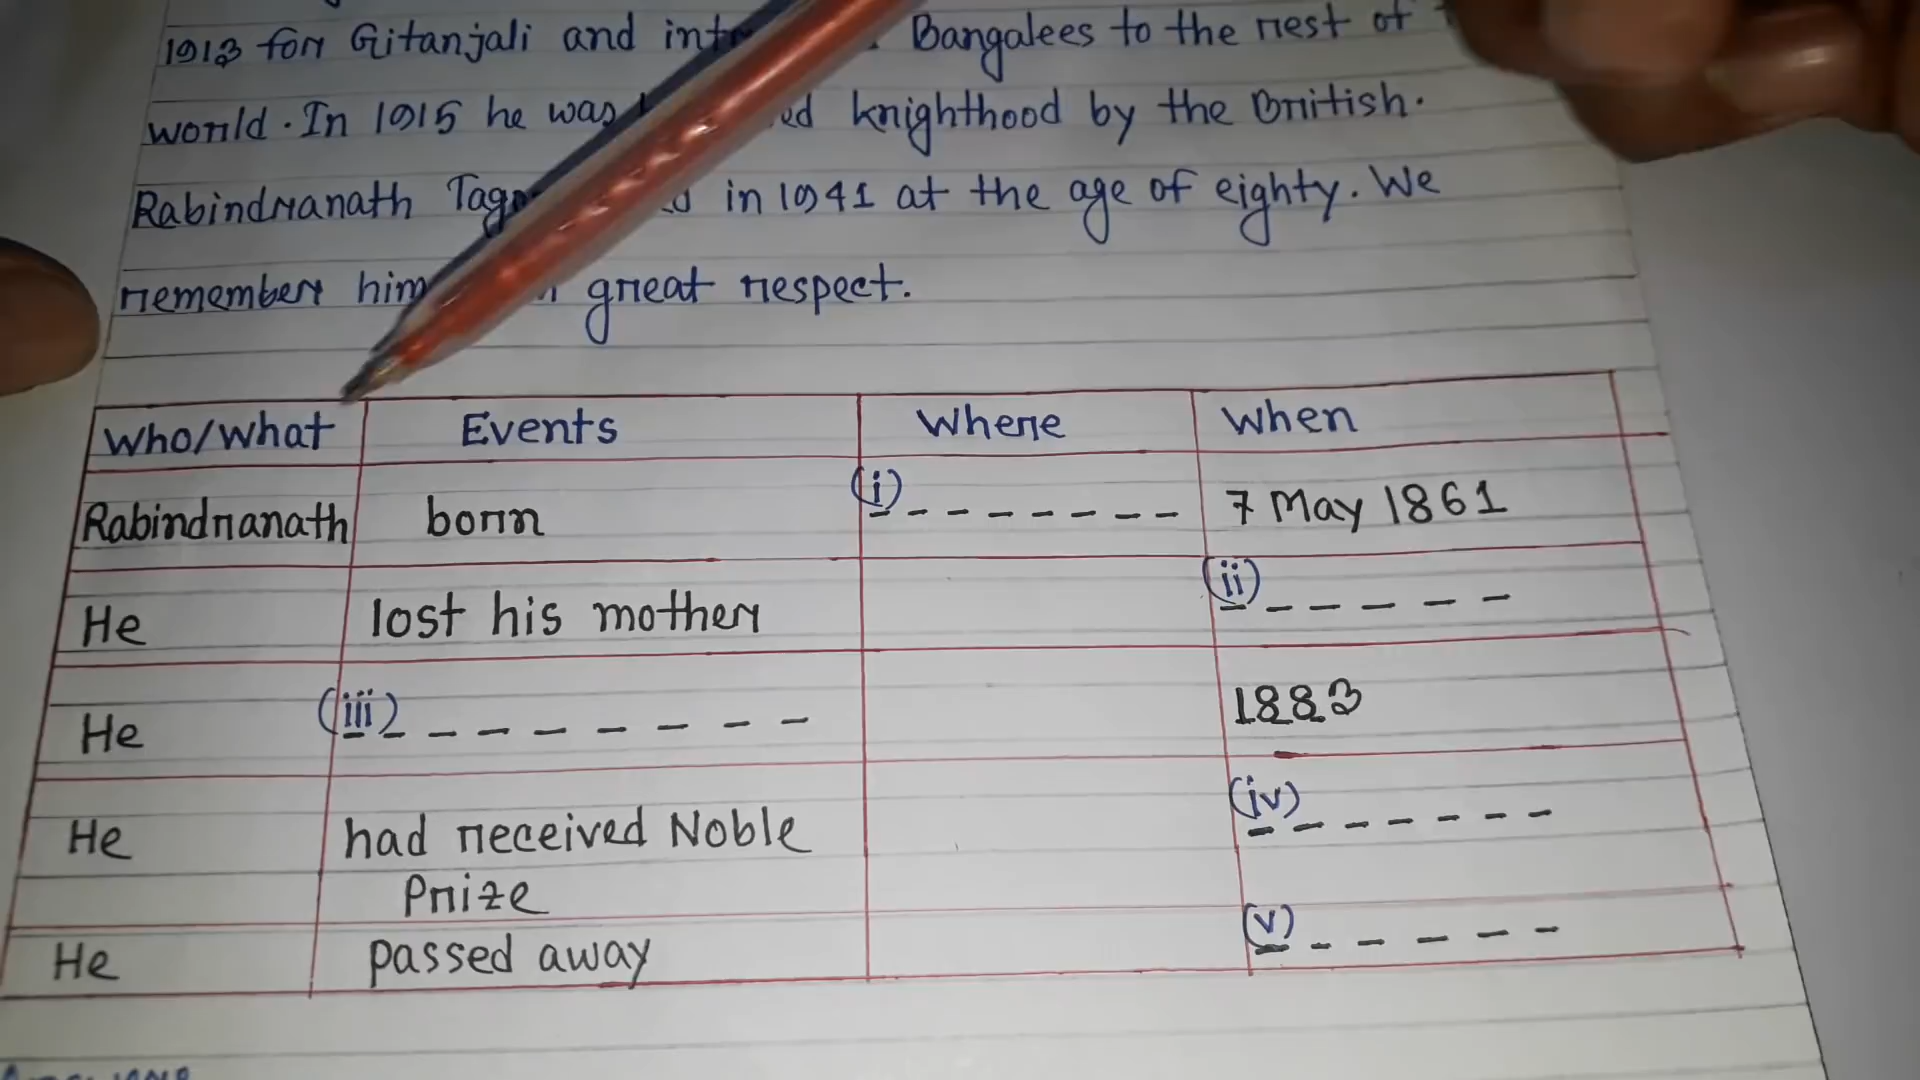 1913 for Gitanjali and Bangalees to the rest of
world. In 1915 he was knighthood by the British.
Rabindranath in 1941 at the age of eighty. We
remember him great respect.
Who/What Events Where When
Rabindranath born (i) _ _ _ _ _ _ _ _ 7 May 1861
He lost his mother (ii) _ _ _ _ _ _
He (iii) _ _ _ _ _ _ _ _ _ 1883
He had received Noble (iv) _ _ _ _ _ _ _
Prize
He passed away (v) _ _ _ _ _ _